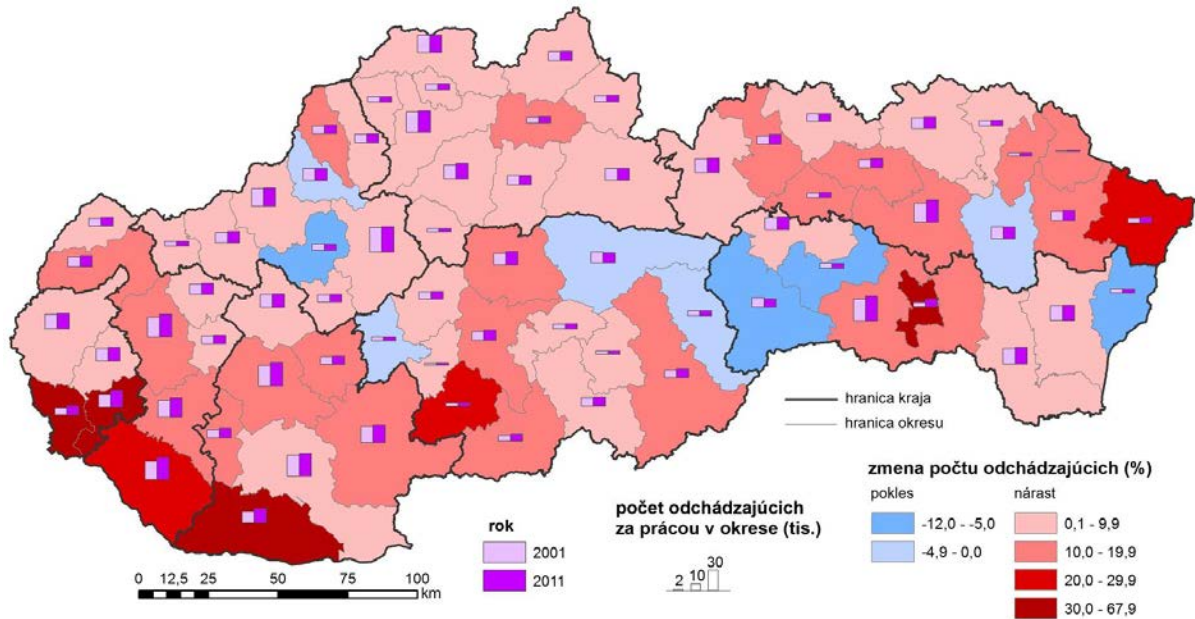 hranica kraja
hranica okresu
zmena počtu odchádzajúcich (%)
pokles
nárast
-12,0 - -5,0
-4,9 - 0,0
0,1 - 9,9
10,0 - 19,9
20,0 - 29,9
30,0 - 67,9
počet odchádzajúcich
za prácou v okrese (tis.)
2 10 30
rok
2001
2011
0 12,5 25 50 75 100
km